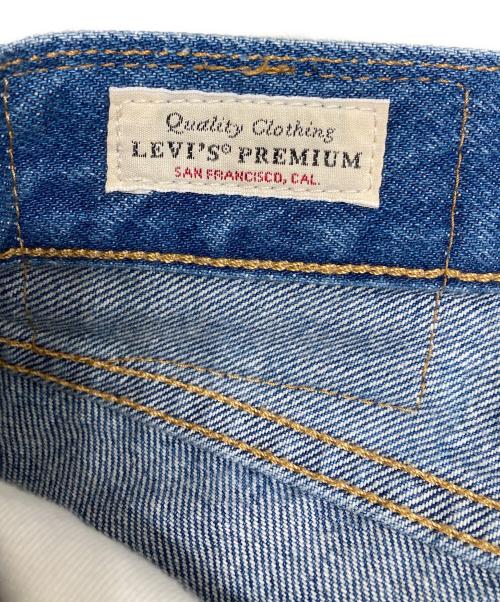 Quality Clothing
LEVI'S® PREMIUM
SAN FRANCISCO, CAL.